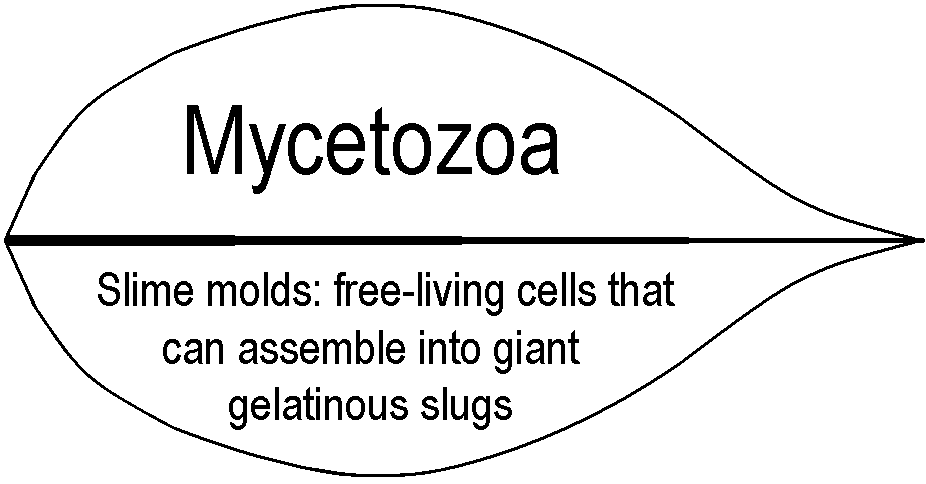 Mycetozoa
Slime molds: free-living cells that
can assemble into giant
gelatinous slugs